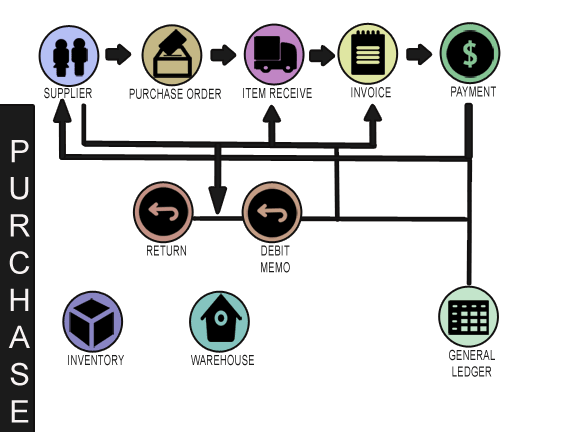 SUPPLIER
PURCHASE ORDER
ITEM RECEIVE
INVOICE
PAYMENT
$
PURCHASE
RETURN
DEBIT
MEMO
INVENTORY
WAREHOUSE
GENERAL
LEDGER